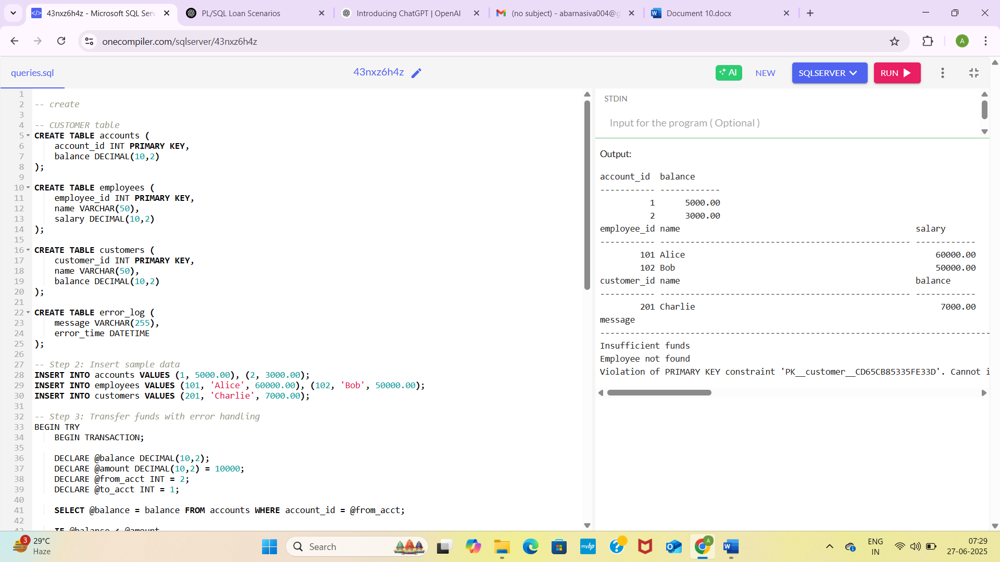 43nxz6h4z - Microsoft SQL Serv
PL/SQL Loan Scenarios
Introducing ChatGPT | OpenAI
(no subject) - abarnasiva004@g
Document 10.docx
onecompiler.com/sqlserver/43nxz6h4z
A
queries.sql
43nxz6h4z
AI
NEW
SQLSERVER
RUN
1
2 -- create
3
4 -- CUSTOMER table
5 CREATE TABLE accounts (
6 account_id INT PRIMARY KEY,
7 balance DECIMAL(10,2)
8 );
9
10 CREATE TABLE employees (
11 employee_id INT PRIMARY KEY,
12 name VARCHAR(50),
13 salary DECIMAL(10,2)
14 );
15
16 CREATE TABLE customers (
17 customer_id INT PRIMARY KEY,
18 name VARCHAR(50),
19 balance DECIMAL(10,2)
20 );
21
22 CREATE TABLE error_log (
23 message VARCHAR(255),
24 error_time DATETIME
25 );
26
27 -- Step 2: Insert sample data
28 INSERT INTO accounts VALUES (1, 5000.00), (2, 3000.00);
29 INSERT INTO employees VALUES (101, 'Alice', 60000.00), (102, 'Bob', 50000.00);
30 INSERT INTO customers VALUES (201, 'Charlie', 7000.00);
31
32 -- Step 3: Transfer funds with error handling
33 BEGIN TRY
34 BEGIN TRANSACTION;
35
36 DECLARE @balance DECIMAL(10,2);
37 DECLARE @amount DECIMAL(10,2) = 10000;
38 DECLARE @from_acct INT = 2;
39 DECLARE @to_acct INT = 1;
40
41 SELECT @balance = balance FROM accounts WHERE account_id = @from_acct;
42
43 IF @balance < @amount
STDIN
Input for the program ( Optional )
Output:
account_id balance
----------- ------------
1 5000.00
2 3000.00
employee_id name salary
----------- -------------------------------------------------- ------------
101 Alice 60000.00
102 Bob 50000.00
customer_id name balance
----------- -------------------------------------------------- ------------
201 Charlie 7000.00
message
------------------------------------------------------------------------------
Insufficient funds
Employee not found
Violation of PRIMARY KEY constraint 'PK__customer__CD65CB85335FE33D'. Cannot i
3
29°C
Haze
Search
myhp
A
ENG
IN
07:29
27-06-2025